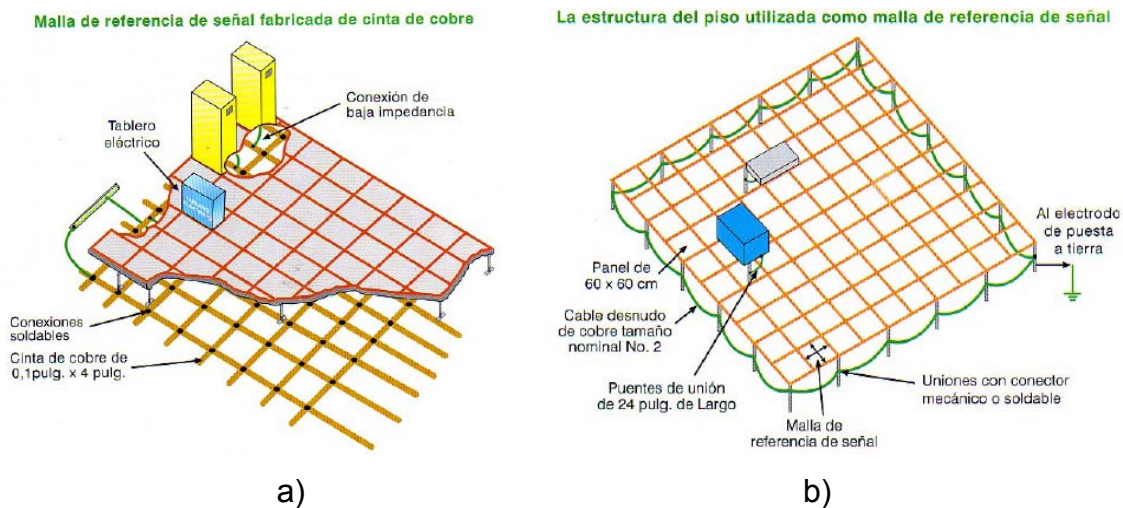 Malla de referencia de señal fabricada de cinta de cobre
Conexión de
baja impedancia
Tablero
eléctrico
Conexiones
soldables
Cinta de cobre de
0,1pulg. x 4 pulg.
a)
La estructura del piso utilizada como malla de referencia de señal
Al electrodo
de puesta
a tierra
Panel de
60 x 60 cm
Cable desnudo
de cobre tamaño
nominal No. 2
Puentes de unión
de 24 pulg. de Largo
Uniones con conector
mecánico o soldable
Malla de
referencia de señal
b)